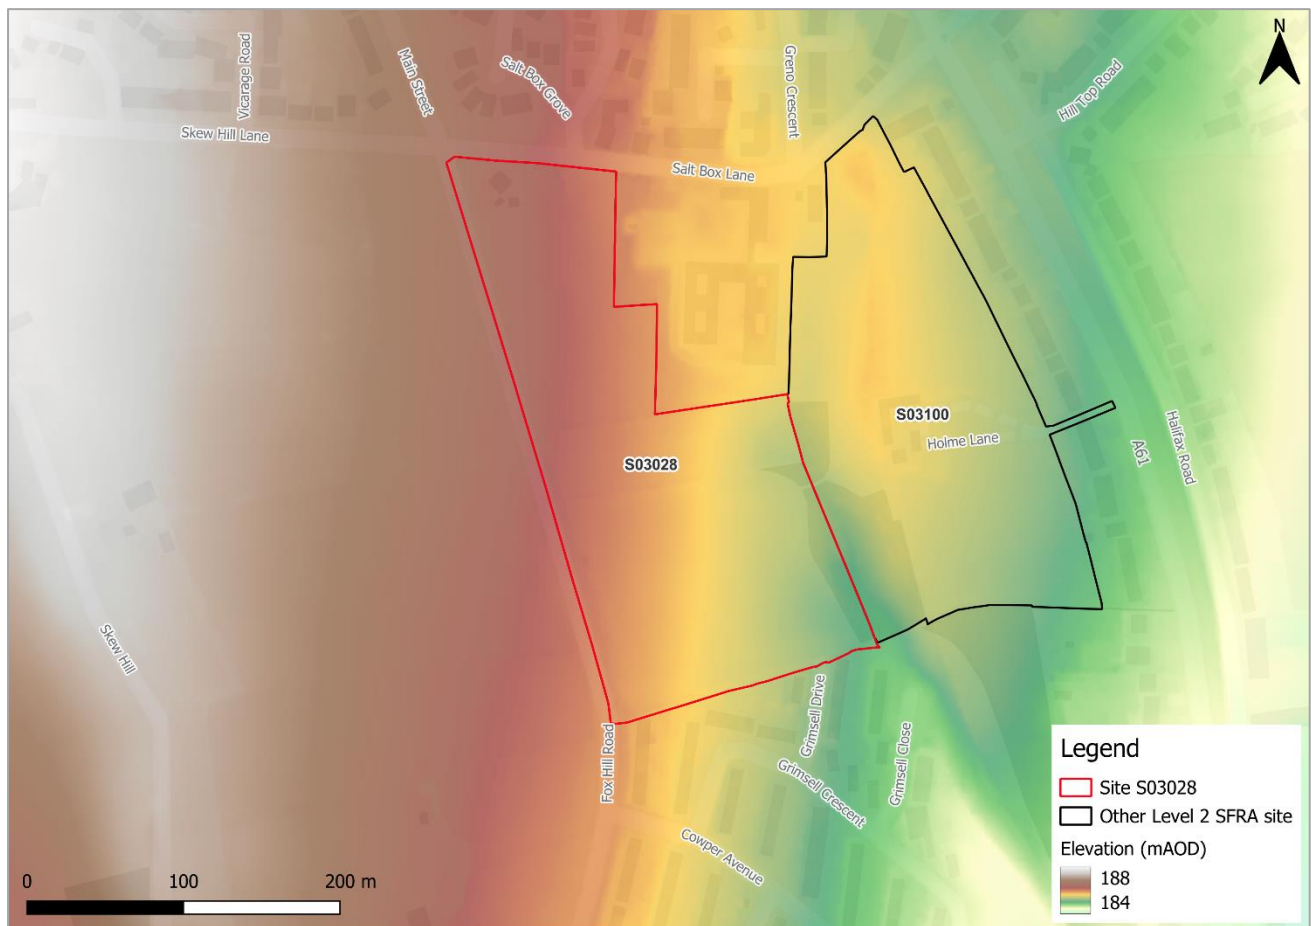 N
Vicarage Road
Main Street
Salt Box Grove
Greno Crescent
Hill Top Road
Skew Hill Lane
Salt Box Lane
S03100
Holme Lane
S03028
A61
Halifax Road
Skew Hill
Fox Hill Road
Grimsell Drive
Grimsell Close
Grimsell Crescent
Cowper Avenue
Legend
Site S03028
Other Level 2 SFRA site
Elevation (mAOD)
188
184
0 100 200 m